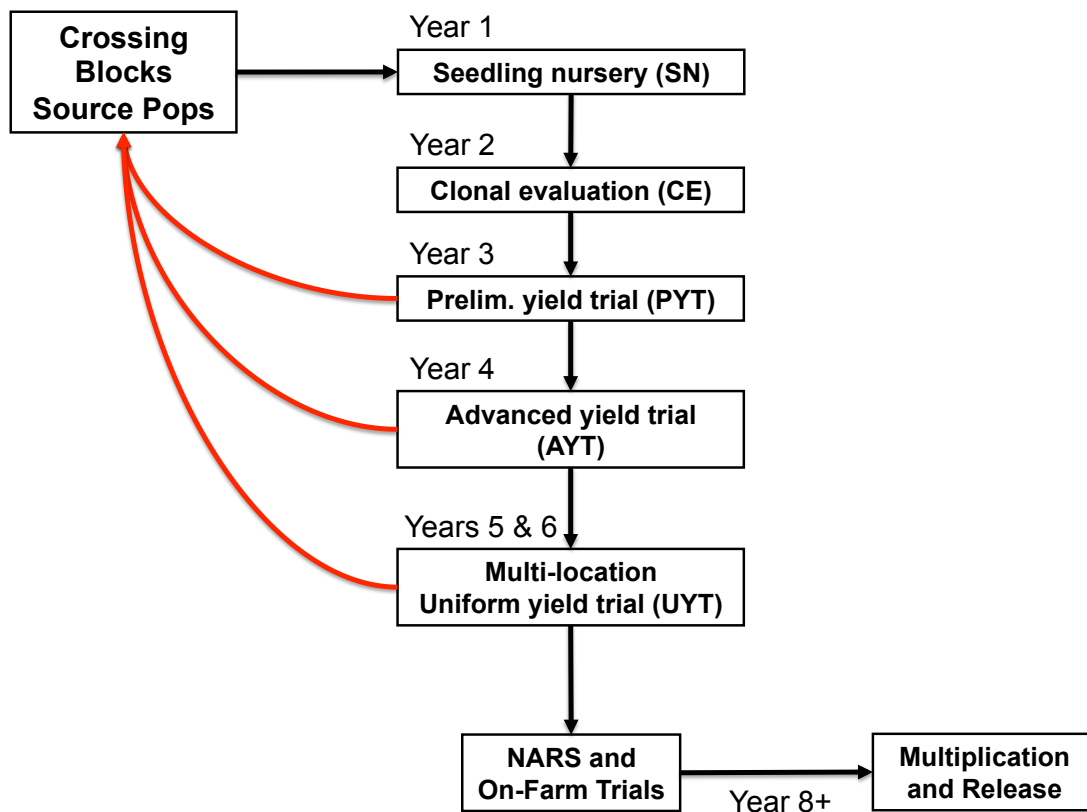 Crossing
Blocks
Source Pops
Year 1
Seedling nursery (SN)
Year 2
Clonal evaluation (CE)
Year 3
Prelim. yield trial (PYT)
Year 4
Advanced yield trial
(AYT)
Years 5 & 6
Multi-location
Uniform yield trial (UYT)
NARS and
On-Farm Trials
Year 8+
Multiplication
and Release